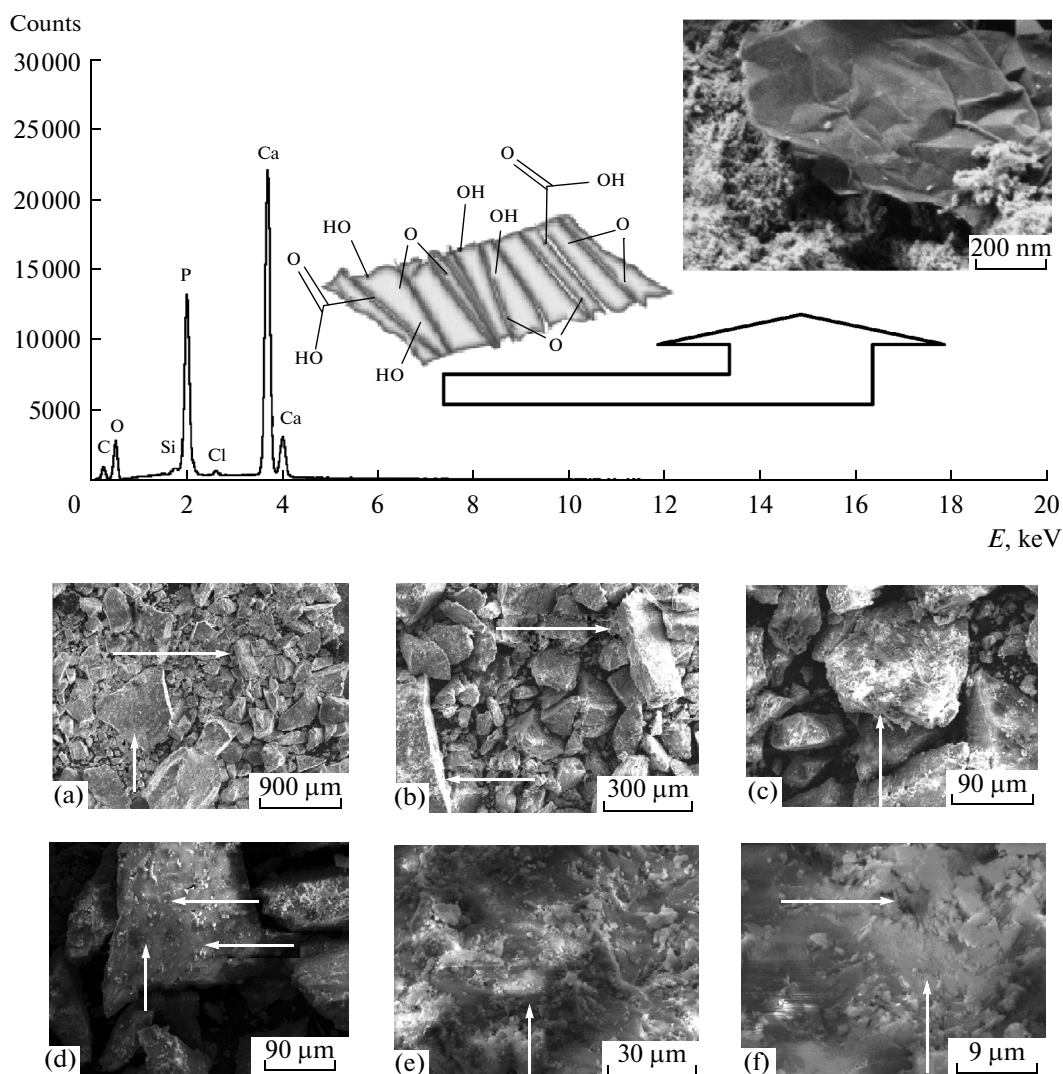 Counts
30000
25000
20000
15000
10000
5000
C
O
Si
P
Cl
Ca
Ca
0
2
4
6
8
10
12
14
16
18
20
E, keV
O
HO
HO
O
OH
OH
O
OH
O
O
HO
200 nm
(a)
900 µm
(b)
300 µm
(c)
90 µm
(d)
90 µm
(e)
30 µm
(f)
9 µm